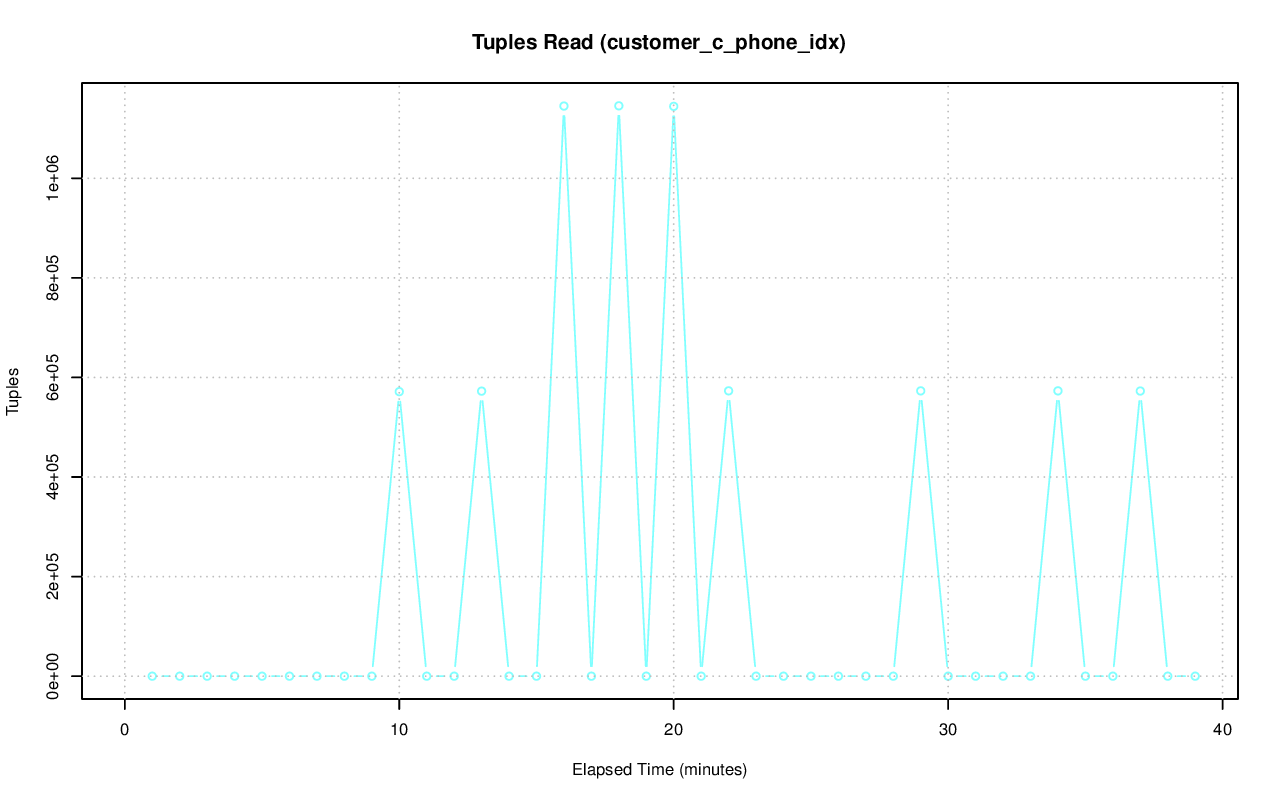 Tuples Read (customer_c_phone_idx)
Tuples
1e+06
8e+05
6e+05
4e+05
2e+05
0e+00
0 10 20 30 40
Elapsed Time (minutes)